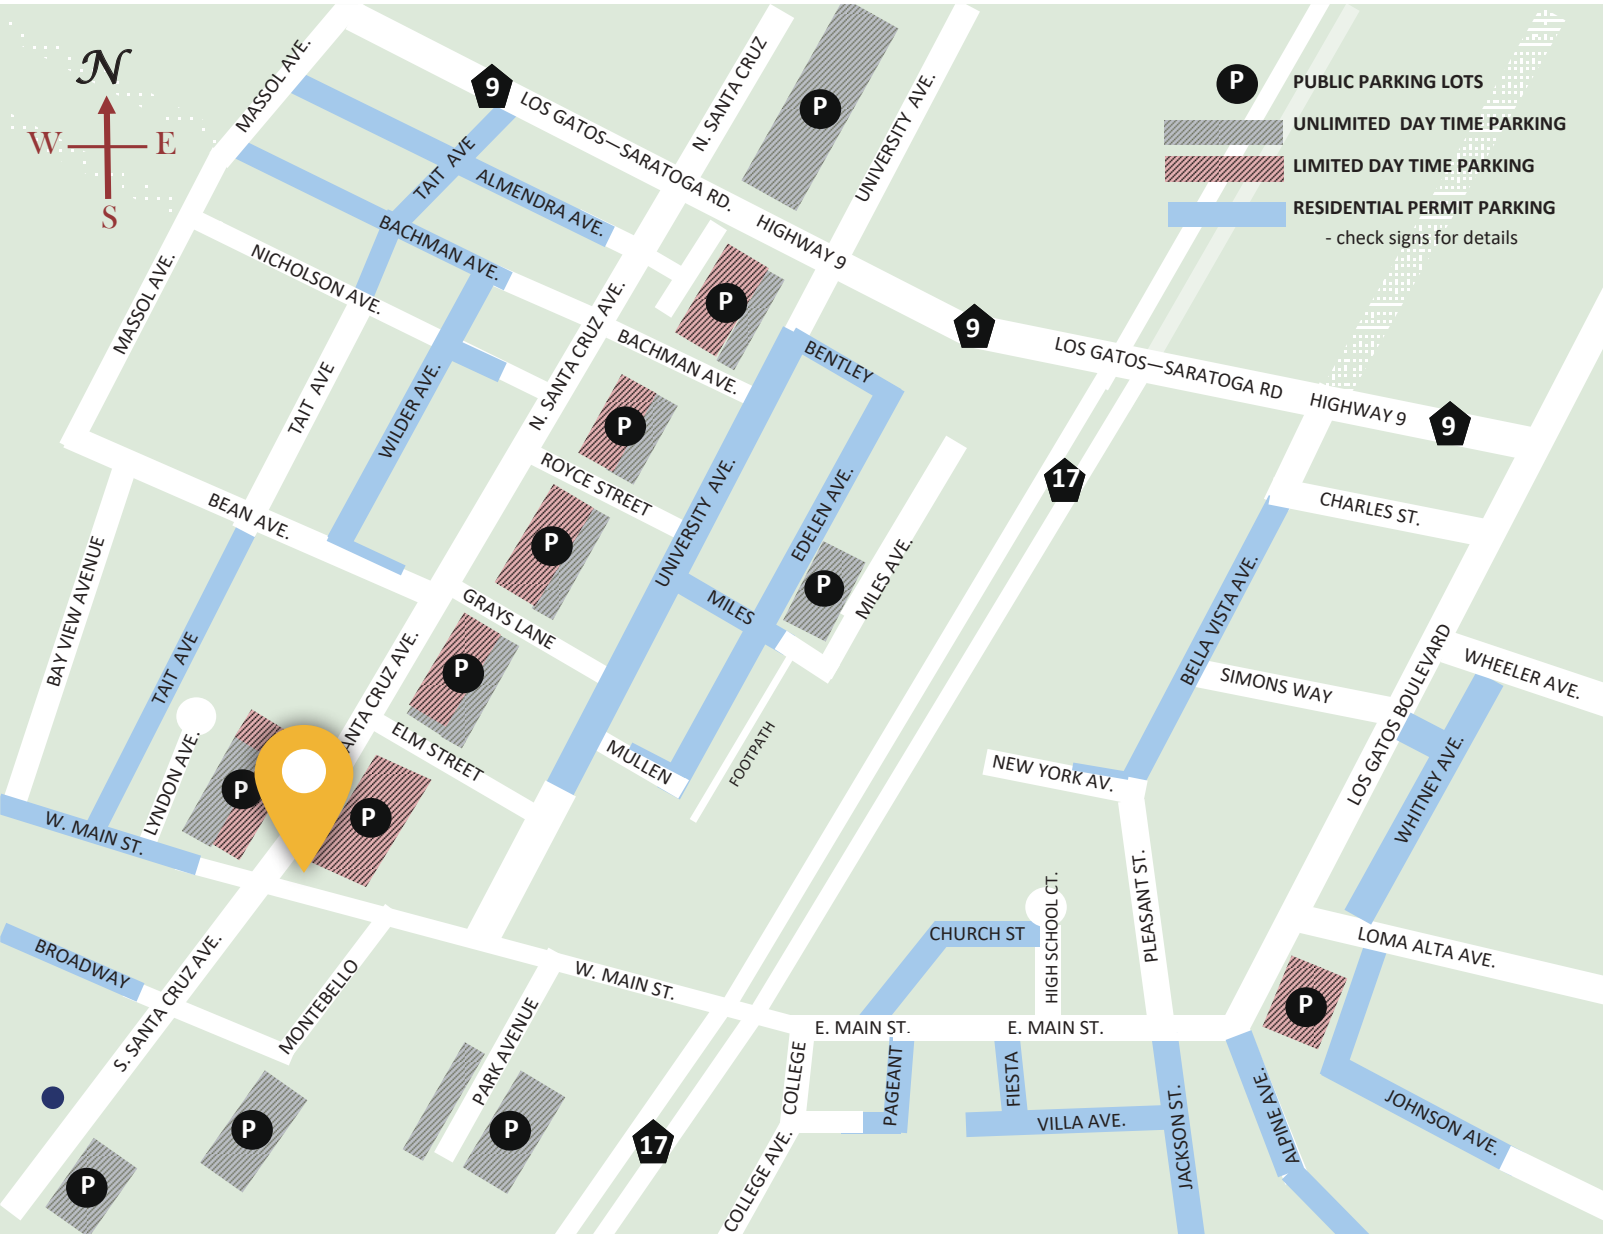 N
W
E
S
MASSOL AVE.
9
LOS GATOS—SARATOGA RD.
N. SANTA CRUZ
P
UNIVERSITY AVE.
P
PUBLIC PARKING LOTS
UNLIMITED DAY TIME PARKING
LIMITED DAY TIME PARKING
RESIDENTIAL PERMIT PARKING
- check signs for details
TAIT AVE
ALMENDRA AVE.
BACHMAN AVE.
HIGHWAY 9
NICHOLSON AVE.
MASSOL AVE.
P
9
LOS GATOS—SARATOGA RD
HIGHWAY 9
9
N. SANTA CRUZ AVE.
BACHMAN AVE.
BENTLEY
TAIT AVE
WILDER AVE.
P
ROYCE STREET
17
CHARLES ST.
BEAN AVE.
UNIVERSITY AVE.
EDELEN AVE.
P
P
MILES AVE.
MILES
BAY VIEW AVENUE
GRAYS LANE
BELLA VISTA AVE.
TAIT AVE
P
SIMONS WAY
WHEELER AVE.
LOS GATOS BOULEVARD
ANTA CRUZ AVE.
ELM STREET
MULLEN
FOOTPATH
NEW YORK AV.
WHITNEY AVE.
LYNDON AVE.
P
P
W. MAIN ST.
PLEASANT ST.
HIGH SCHOOL CT.
CHURCH ST
LOMA ALTA AVE.
BROADWAY
S. SANTA CRUZ AVE.
MONTEBELLO
W. MAIN ST.
PARK AVENUE
E. MAIN ST.
E. MAIN ST.
P
COLLEGE
PAGEANT
FIESTA
VILLA AVE.
JACKSON ST.
ALPINE AVE.
JOHNSON AVE.
P
P
17
P
COLLEGE AVE.